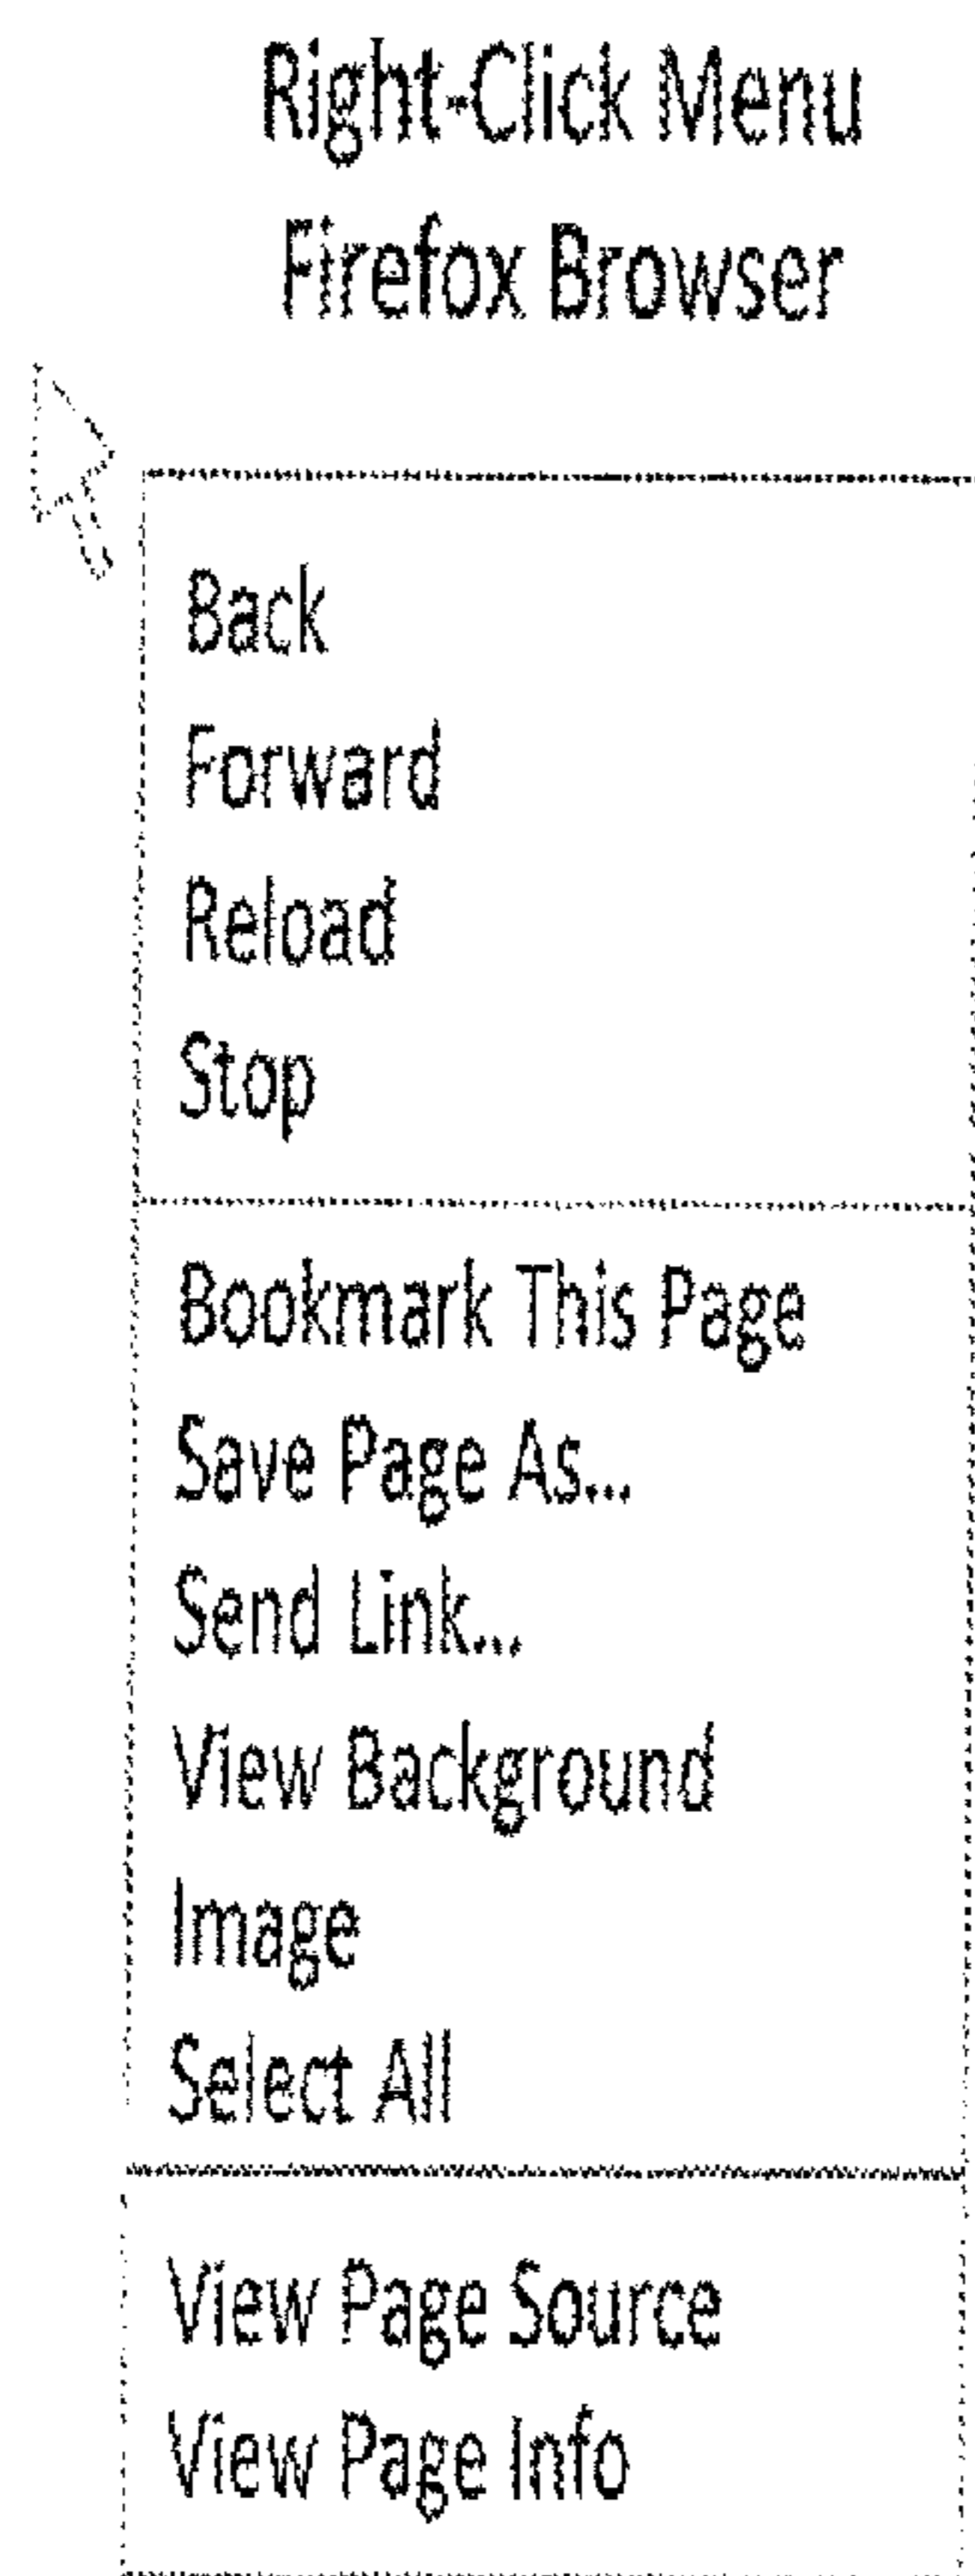 Right-Click Menu
Firefox Browser
Back
Forward
Reload
Stop
Bookmark This Page
Save Page As...
Send Link...
View Background
Image
Select All
View Page Source
View Page Info